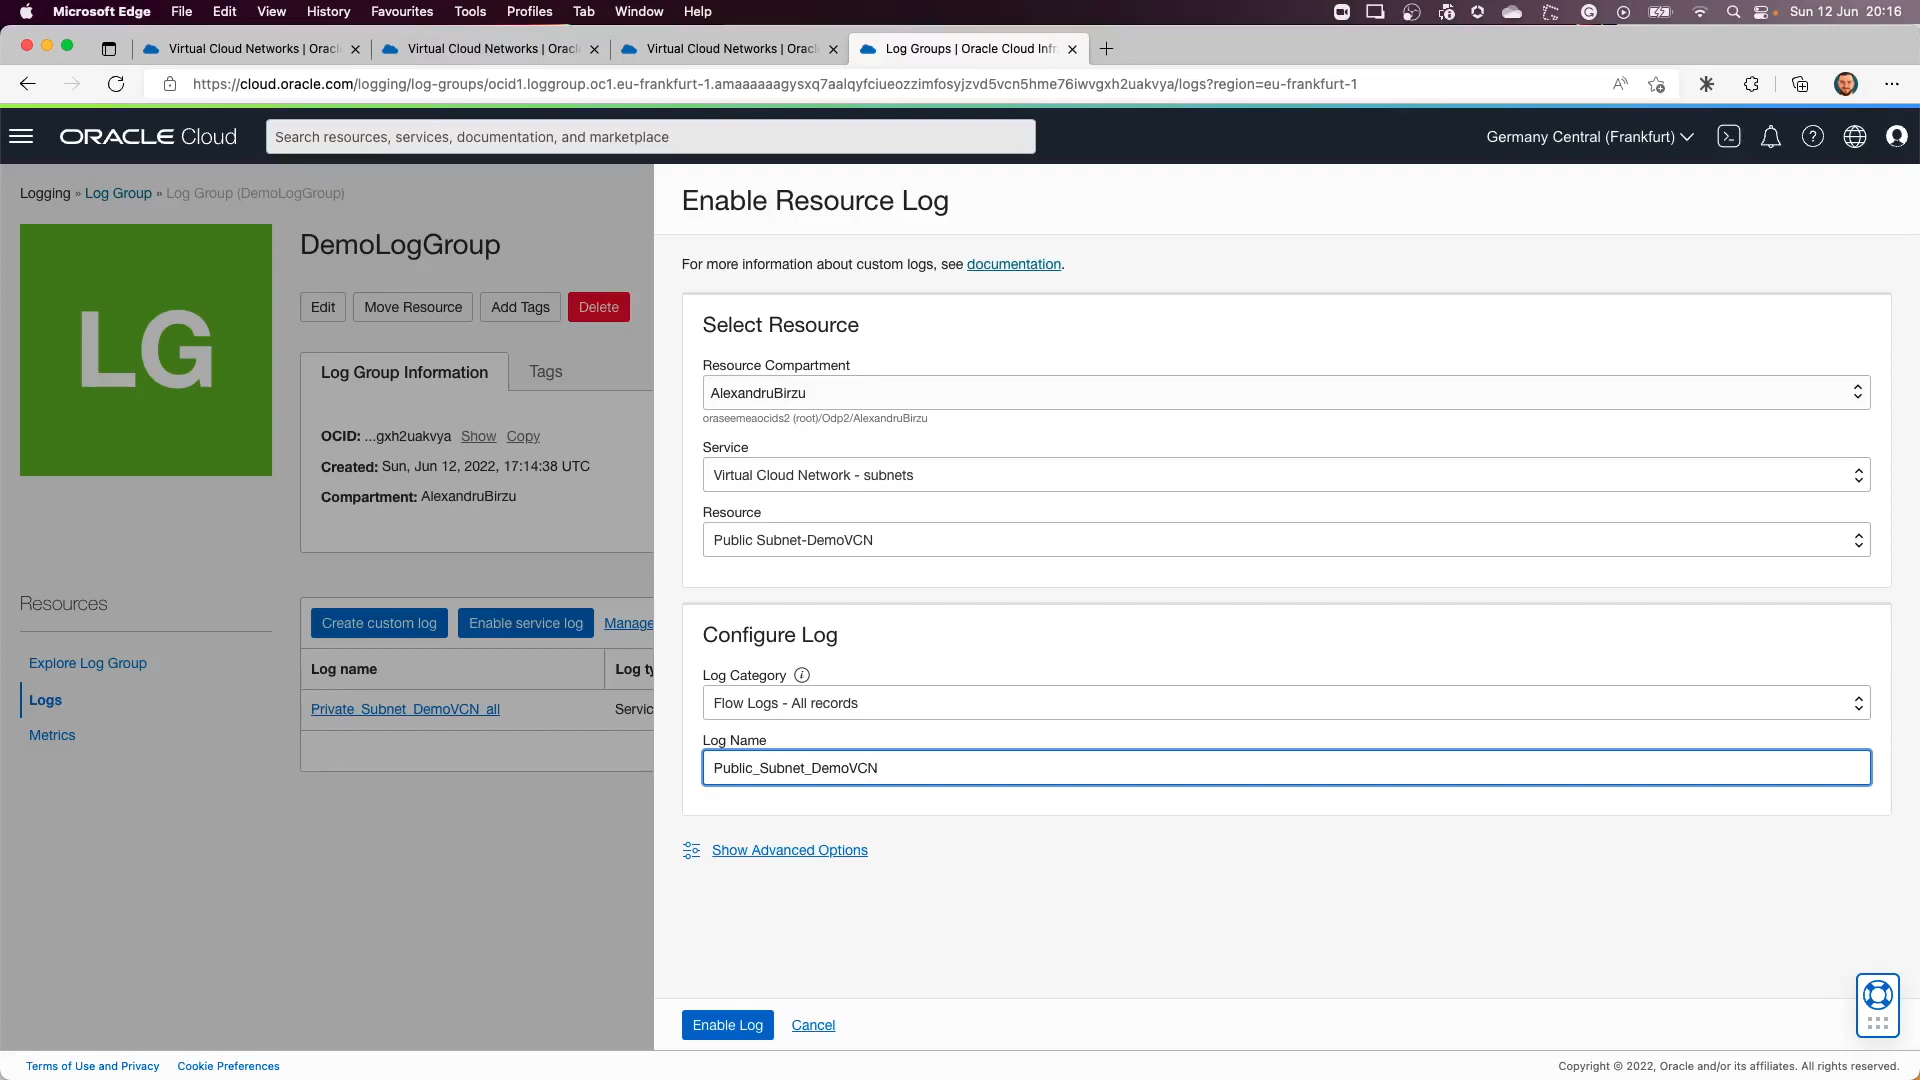 Microsoft Edge File Edit View History Favourites Tools Profiles Tab Window Help Sun 12 Jun 20:16
Virtual Cloud Networks | Oracl Virtual Cloud Networks | Oracl Virtual Cloud Networks | Oracl Log Groups | Oracle Cloud Infr
https://cloud.oracle.com/logging/log-groups/ocid1.loggroup.oc1.eu-frankfurt-1.amaaaaaagysxq7aalqyfciueozzimfosyjzvd5vcn5hme76iwvgxh2uakvya/logs?region=eu-frankfurt-1
ORACLE Cloud
Search resources, services, documentation, and marketplace
Germany Central (Frankfurt)
Logging » Log Group » Log Group (DemoLogGroup)
LG
DemoLogGroup
Edit Move Resource Add Tags Delete
Log Group Information Tags
OCID: ...gxh2uakvya Show Copy
Created: Sun, Jun 12, 2022, 17:14:38 UTC
Compartment: AlexandruBirzu
Resources
Explore Log Group
Logs
Metrics
Create custom log Enable service log Manage
Log name Log ty
Private_Subnet_DemoVCN_all Servic
Enable Resource Log
For more information about custom logs, see documentation.
Select Resource
Resource Compartment
AlexandruBirzu
oraseemeaocids2 (root)/Odp2/AlexandruBirzu
Service
Virtual Cloud Network - subnets
Resource
Public Subnet-DemoVCN
Configure Log
Log Category
Flow Logs - All records
Log Name
Public_Subnet_DemoVCN
Show Advanced Options
Enable Log Cancel
Terms of Use and Privacy Cookie Preferences
Copyright © 2022, Oracle and/or its affiliates. All rights reserved.